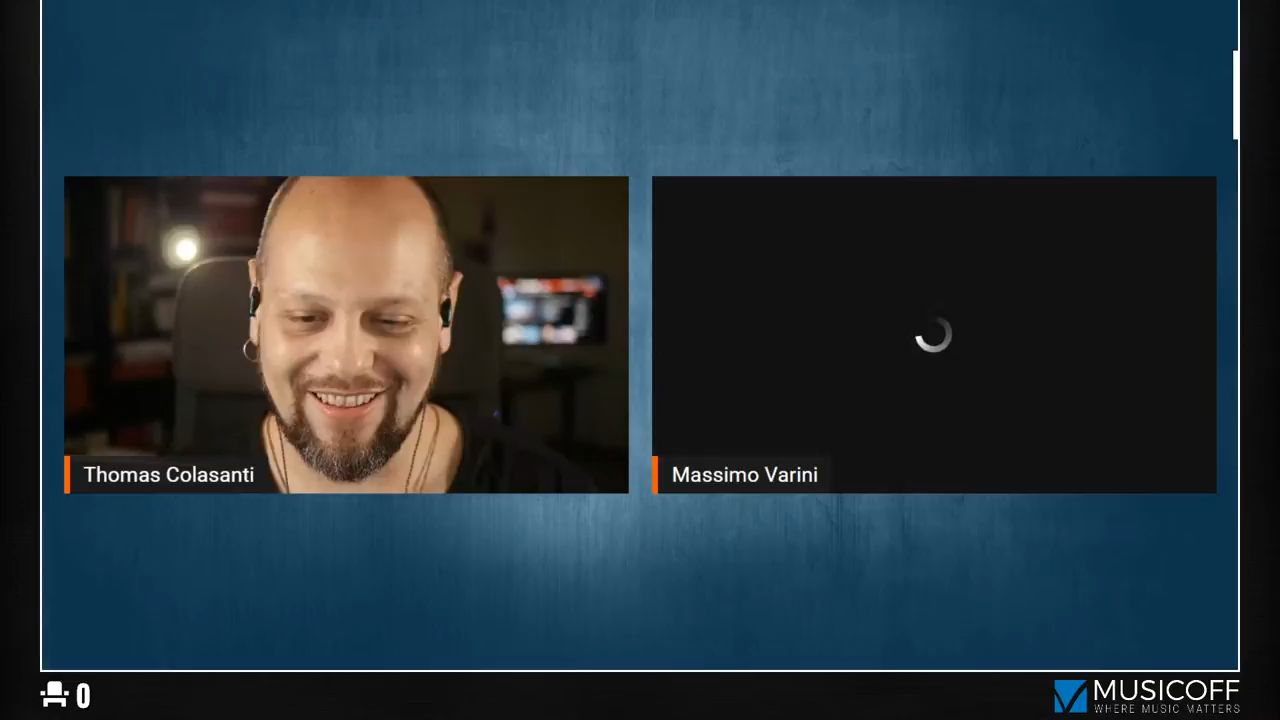 Thomas Colasanti
Massimo Varini
0
MUSICOFF
WHERE MUSIC MATTERS